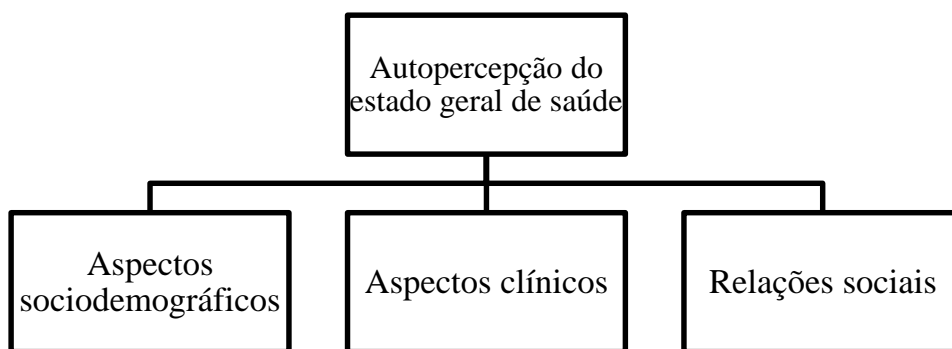 Autopercepção do
estado geral de saúde
Aspectos
sociodemográficos
Aspectos clínicos
Relações sociais